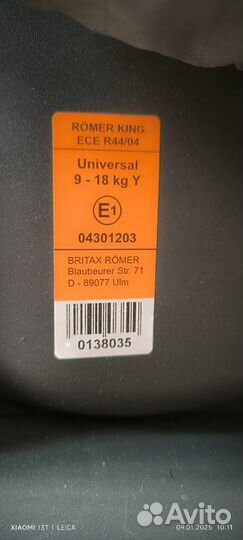 RÖMER KING
ECE R44/04
Universal
9 - 18 kg Y
E1
04301203
BRITAX RÖMER
Blaubeurer Str. 71
D - 89077 Ulm
0138035
XIAOMI 13T | LEICA
09.01.2025 10:11
Avito